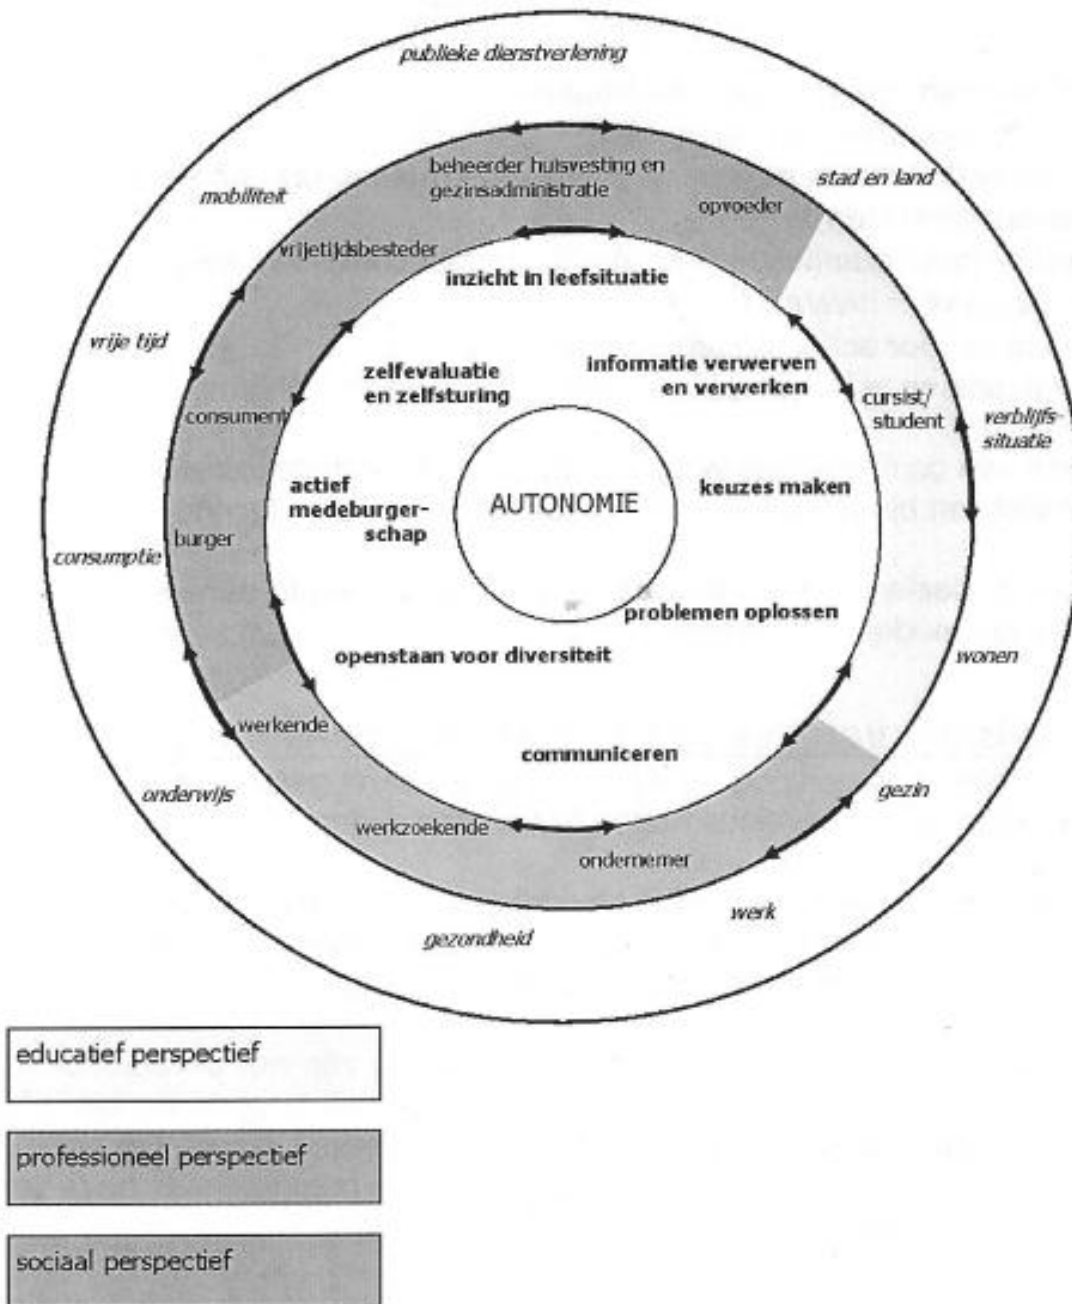 publieke dienstverlening
beheerder huisvesting en
gezinsadministratie
stad en land
mobiliteit
opvoeder
vrijetijdsbesteder
inzicht in leefsituatie
vrije tijd
zelfevaluatie
en zelfsturing
informatie verwerven
en verwerken
consument
cursist/
student
verblijfs-
situatie
actief
medeburger-
schap
AUTONOMIE
keuzes maken
consumptie
burger
problemen oplossen
openstaan voor diversiteit
wonen
werkende
communiceren
onderwijs
gezin
werkzoekende
ondernemer
werk
gezondheid
educatief perspectief
professioneel perspectief
sociaal perspectief